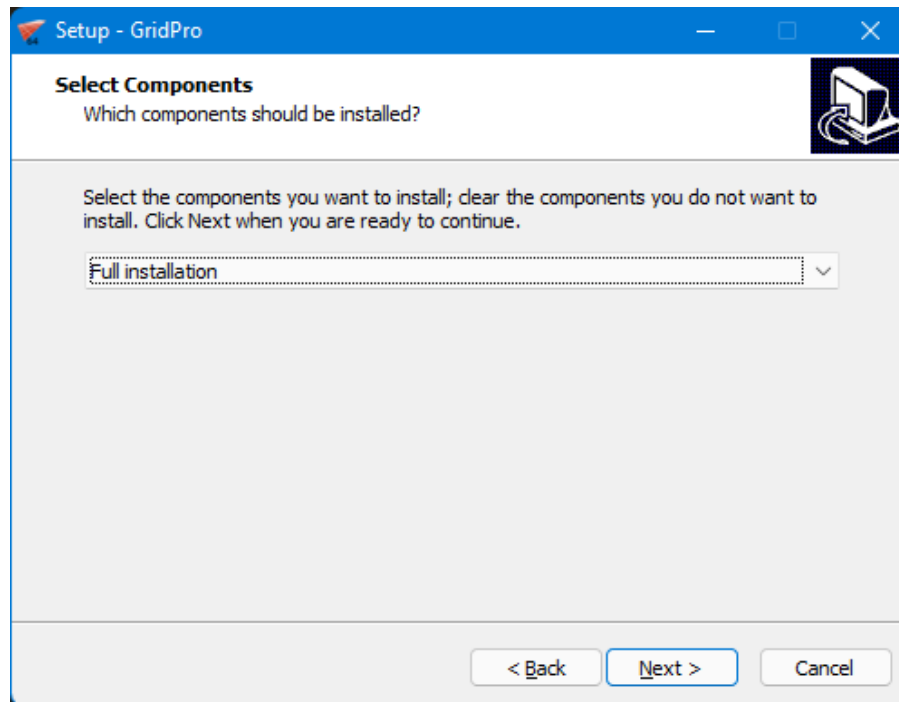 Setup - GridPro
Select Components
Which components should be installed?
Select the components you want to install; clear the components you do not want to
install. Click Next when you are ready to continue.
Full installation
< Back
Next >
Cancel